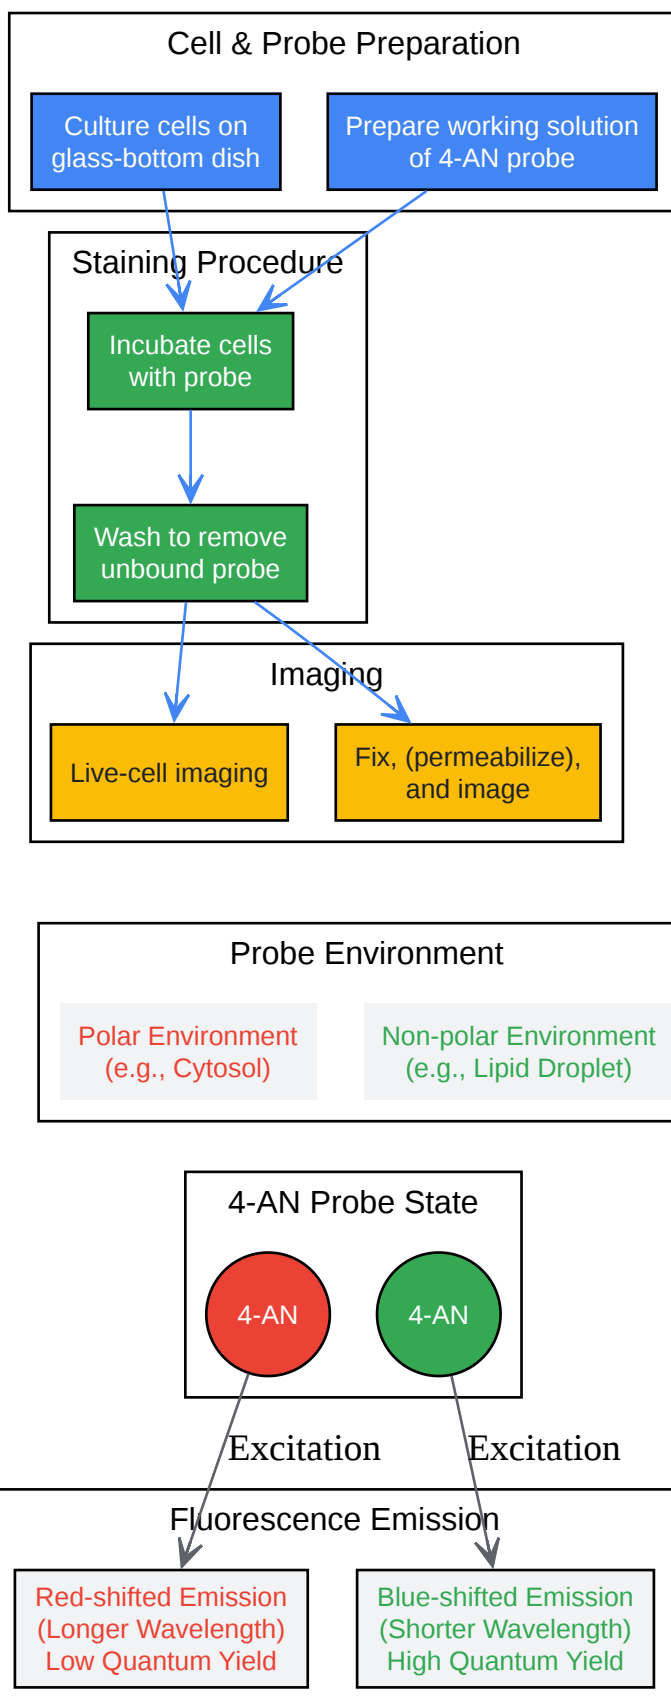 Cell & Probe Preparation
Culture cells on
glass-bottom dish
Prepare working solution
of 4-AN probe
Staining Procedure
Incubate cells
with probe
Wash to remove
unbound probe
Imaging
Live-cell imaging
Fix, (permeabilize),
and image
Probe Environment
Polar Environment
(e.g., Cytosol)
Non-polar Environment
(e.g., Lipid Droplet)
4-AN Probe State
4-AN
4-AN
Excitation
Excitation
Fluorescence Emission
Red-shifted Emission
(Longer Wavelength)
Low Quantum Yield
Blue-shifted Emission
(Shorter Wavelength)
High Quantum Yield